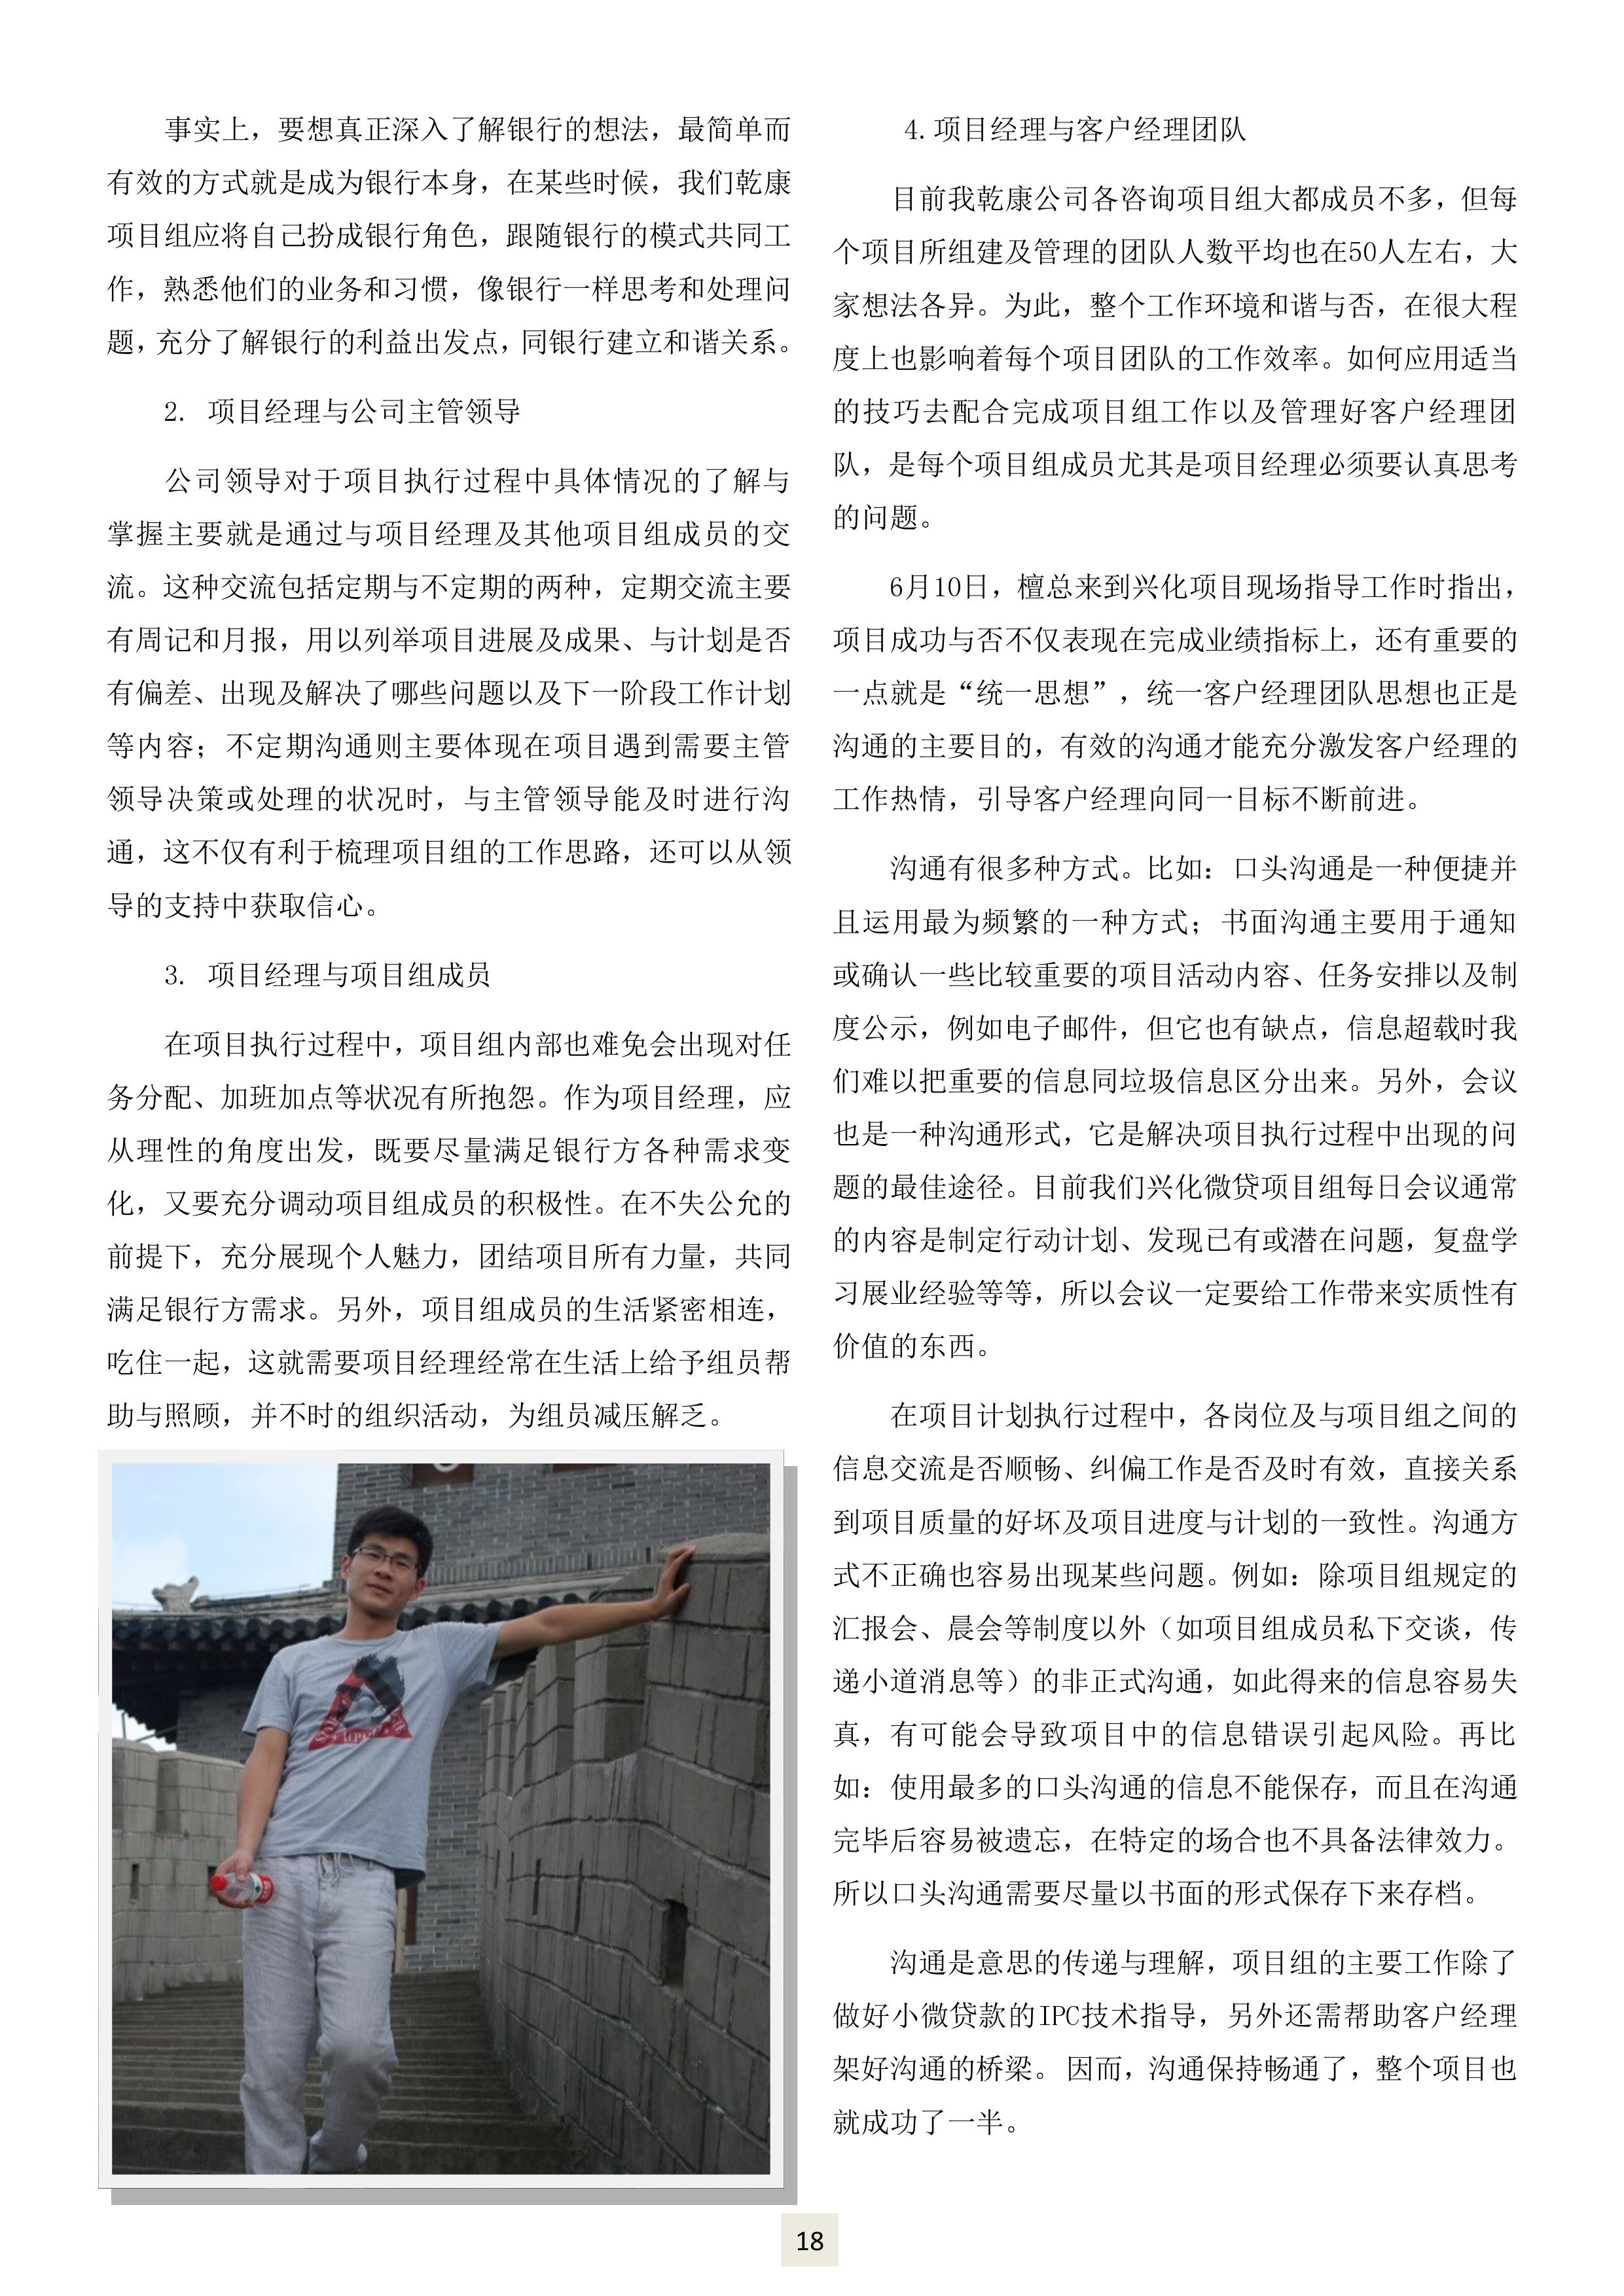 事实上，要想真正深入了解银行的想法，最简单而
有效的方式就是成为银行本身，在某些时候，我们乾康
项目组应将自己扮成银行角色，跟随银行的模式共同工
作，熟悉他们的业务和习惯，像银行一样思考和处理问
题，充分了解银行的利益出发点，同银行建立和谐关系。
2. 项目经理与公司主管领导
公司领导对于项目执行过程中具体情况的了解与
掌握主要就是通过与项目经理及其他项目组成员的交
流。这种交流包括定期与不定期的两种，定期交流主要
有周记和月报，用以列举项目进展及成果、与计划是否
有偏差、出现及解决了哪些问题以及下一阶段工作计划
等内容；不定期沟通则主要体现在项目遇到需要主管
领导决策或处理的状况时，与主管领导能及时进行沟
通，这不仅有利于梳理项目组的工作思路，还可以从领
导的支持中获取信心。
3. 项目经理与项目组成员
在项目执行过程中，项目组内部也难免会出现对任
务分配、加班加点等状况有所抱怨。作为项目经理，应
从理性的角度出发，既要尽量满足银行方各种需求变
化，又要充分调动项目组成员的积极性。在不失公允的
前提下，充分展现个人魅力，团结项目所有力量，共同
满足银行方需求。另外，项目组成员的生活紧密相连，
吃住一起，这就需要项目经理经常在生活上给予组员帮
助与照顾，并不时的组织活动，为组员减压解乏。
4.项目经理与客户经理团队
目前我乾康公司各咨询项目组大都成员不多，但每
个项目所组建及管理的团队人数平均也在50人左右，大
家想法各异。为此，整个工作环境和谐与否，在很大程
度上也影响着每个项目团队的工作效率。如何应用适当
的技巧去配合完成项目组工作以及管理好客户经理团
队，是每个项目组成员尤其是项目经理必须要认真思考
的问题。
6月10日，檀总来到兴化项目现场指导工作时指出，
项目成功与否不仅表现在完成业绩指标上，还有重要的
一点就是“统一思想”，统一客户经理团队思想也正是
沟通的主要目的，有效的沟通才能充分激发客户经理的
工作热情，引导客户经理向同一目标不断前进。
沟通有很多种方式。比如：口头沟通是一种便捷并
且运用最为频繁的一种方式；书面沟通主要用于通知
或确认一些比较重要的项目活动内容、任务安排以及制
度公示，例如电子邮件，但它也有缺点，信息超载时我
们难以把重要的信息同垃圾信息区分出来。另外，会议
也是一种沟通形式，它是解决项目执行过程中出现的问
题的最佳途径。目前我们兴化微贷项目组每日会议通常
的内容是制定行动计划、发现已有或潜在问题，复盘学
习展业经验等等，所以会议一定要给工作带来实质性有
价值的东西。
在项目计划执行过程中，各岗位及与项目组之间的
信息交流是否顺畅、纠偏工作是否及时有效，直接关系
到项目质量的好坏及项目进度与计划的一致性。沟通方
式不正确也容易出现某些问题。例如：除项目组规定的
汇报会、晨会等制度以外（如项目组成员私下交谈，传
递小道消息等）的非正式沟通，如此得来的信息容易失
真，有可能会导致项目中的信息错误引起风险。再比
如：使用最多的口头沟通的信息不能保存，而且在沟通
完毕后容易被遗忘，在特定的场合也不具备法律效力。
所以口头沟通需要尽量以书面的形式保存下来存档。
沟通是意思的传递与理解，项目组的主要工作除了
做好小微贷款的IPC技术指导，另外还需帮助客户经理
架好沟通的桥梁。因而，沟通保持畅通了，整个项目也
就成功了一半。
18